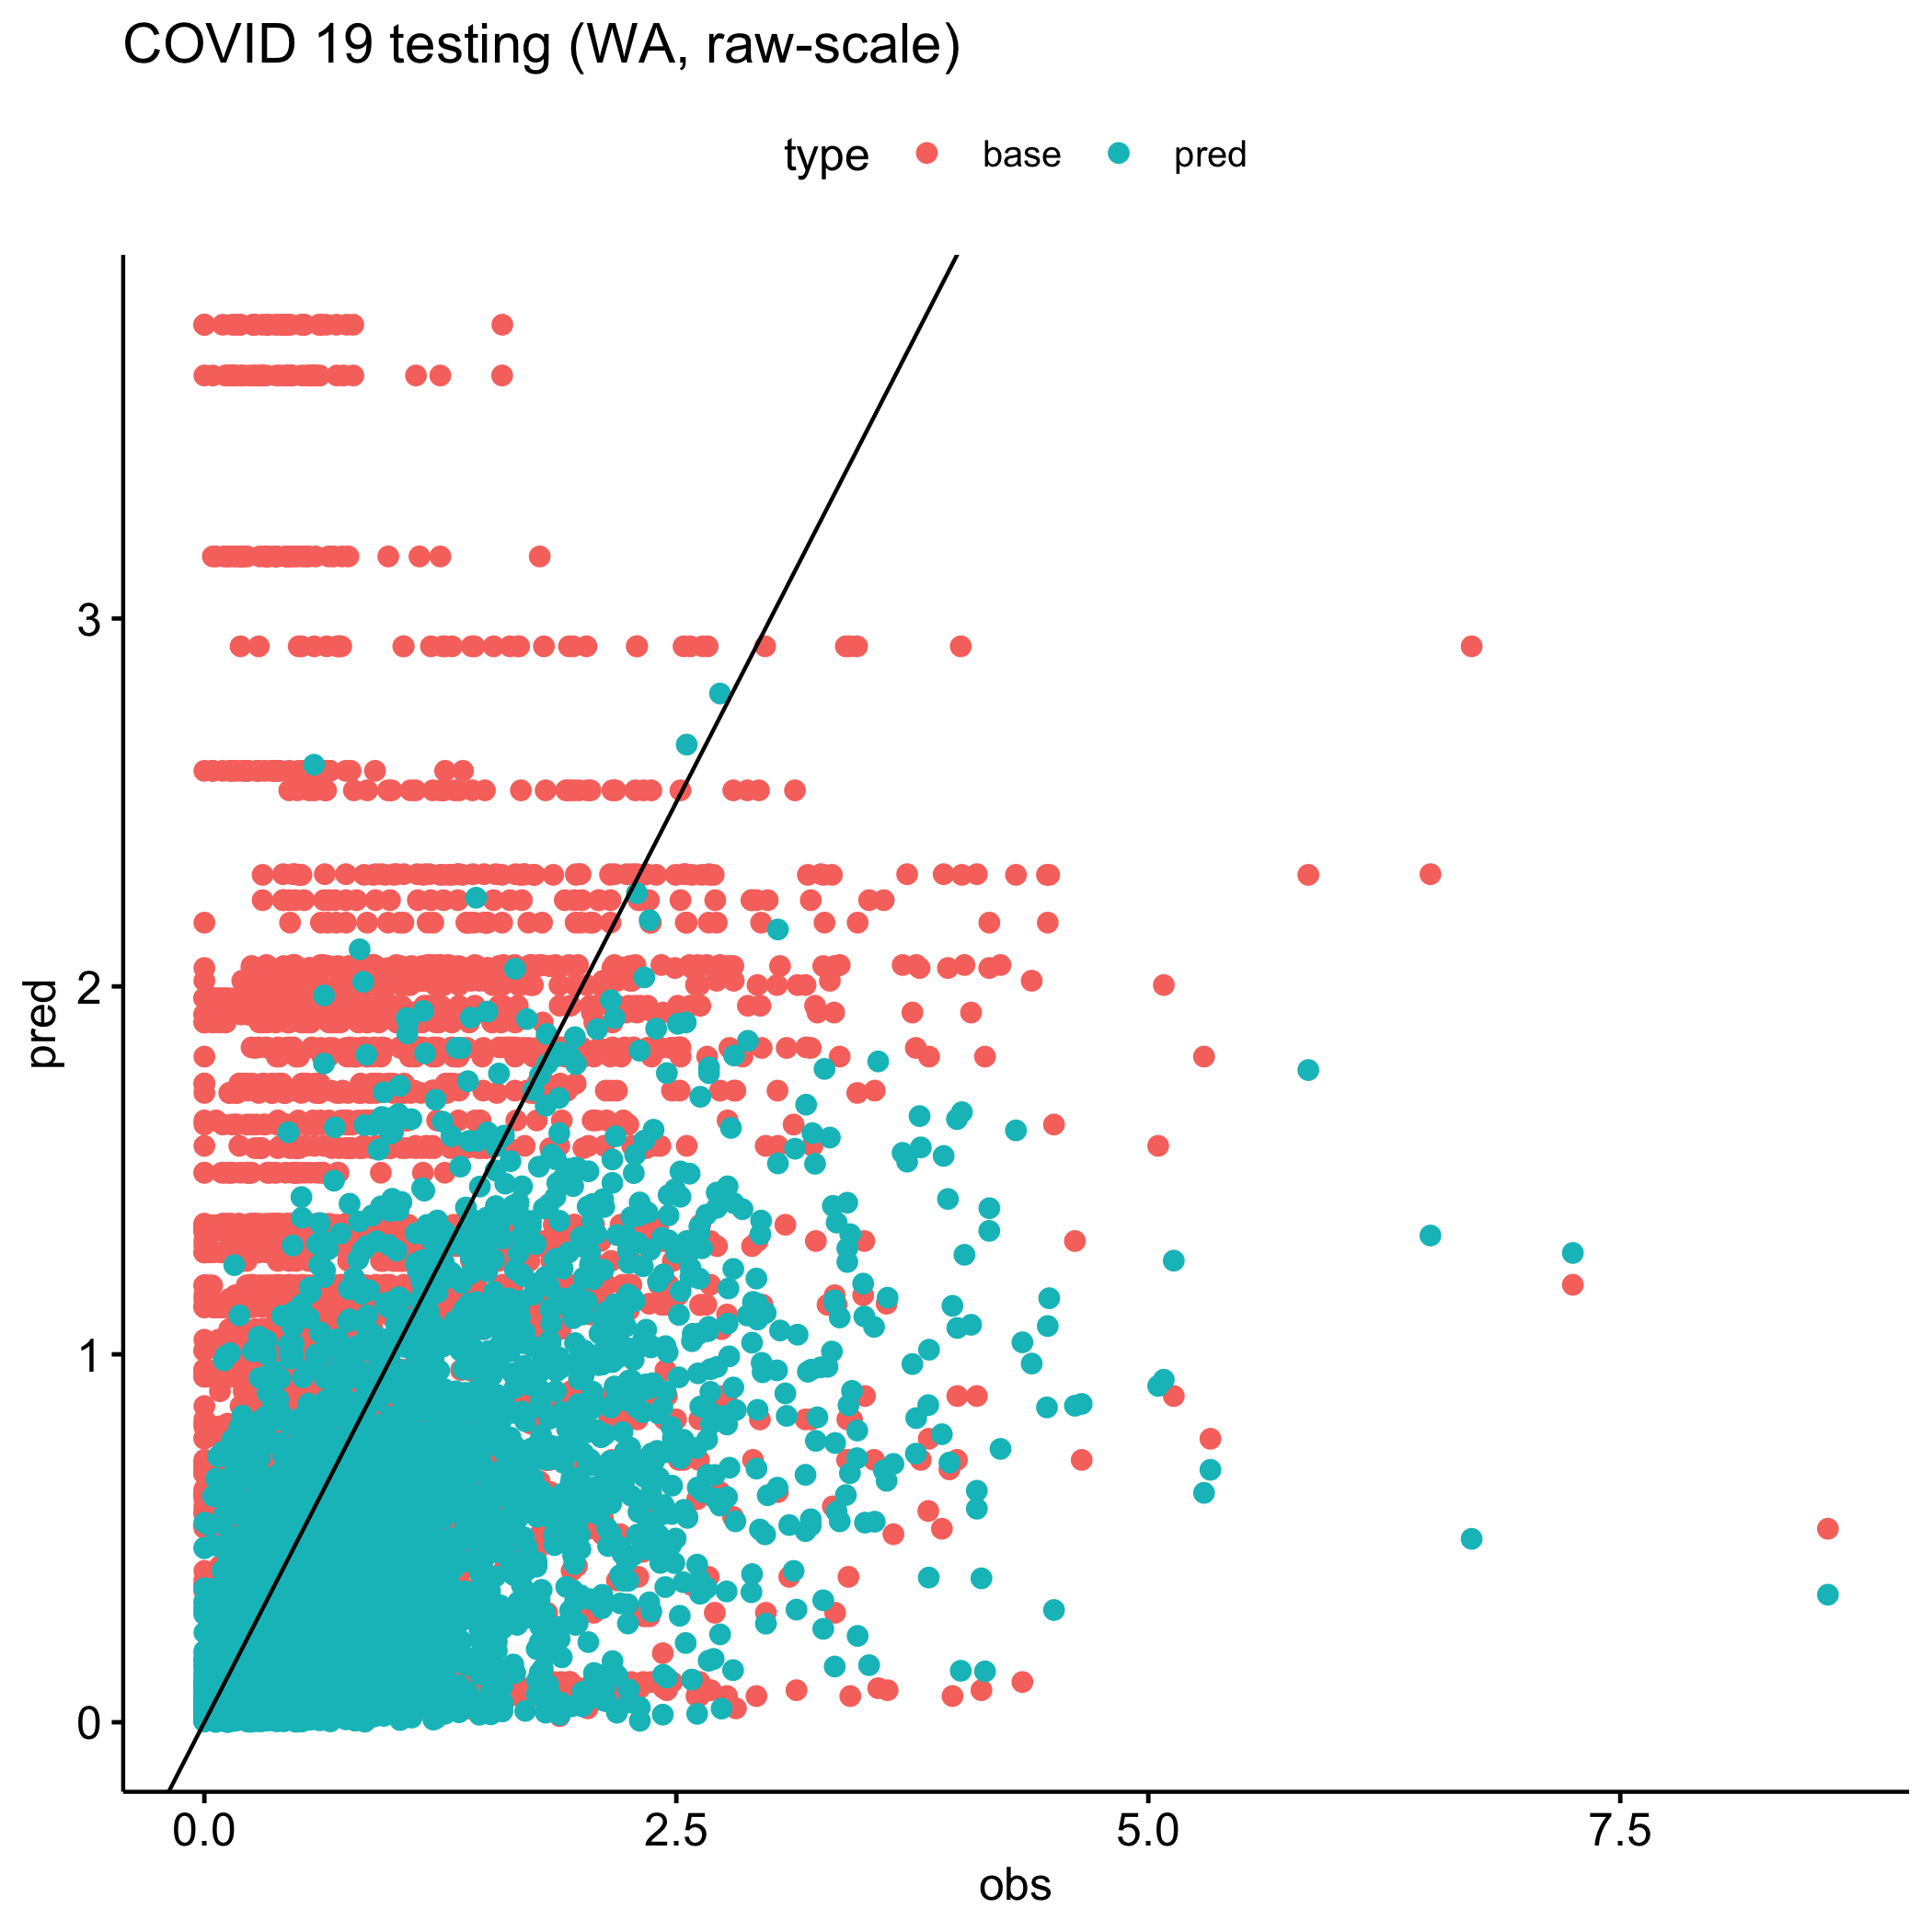 COVID 19 testing (WA, raw-scale)
type base pred
3
2
1
0
pred
0.0 2.5 5.0 7.5
obs